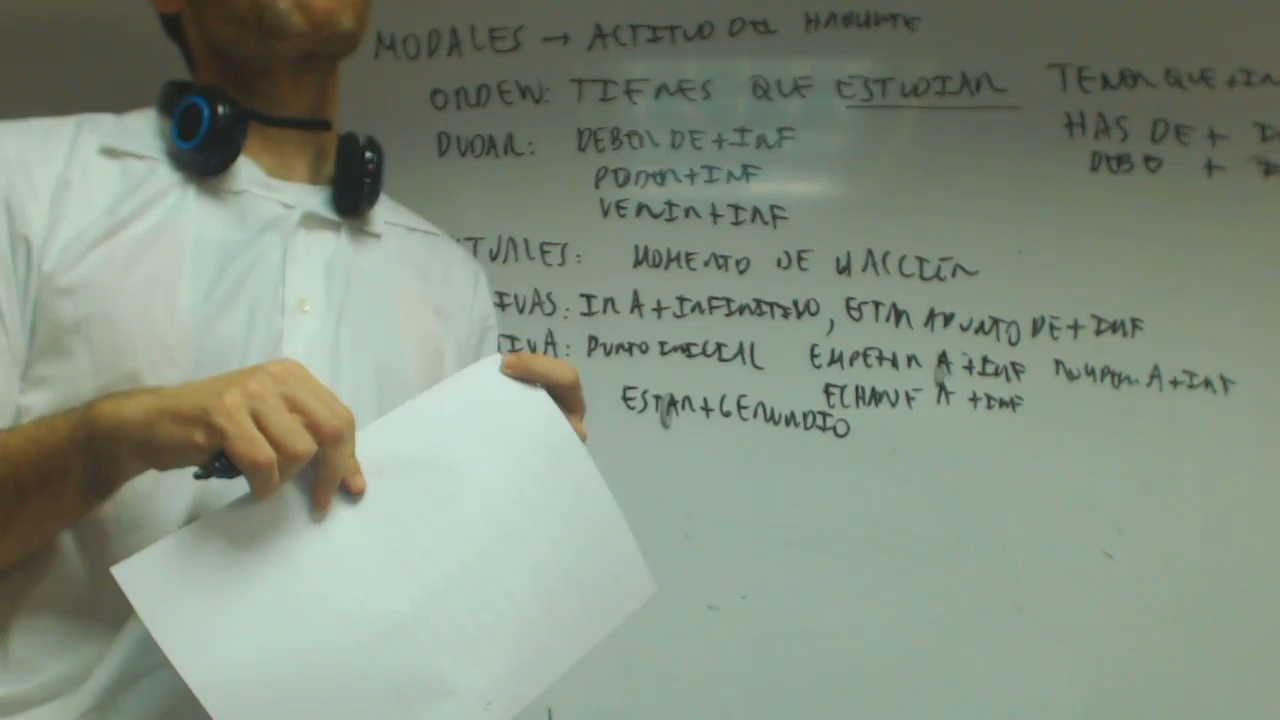 MODALES → ACTITUD DEL HABLANTE
ORDEN: TIENES QUE ESTUDIAR TENER QUE + IN
HAS DE + I
DUDAR: DEBER DE + INF
DEBO +
PODER + INF
VENIR + INF
TUALES: MOMENTO DE LA ACCIÓN
IVAS: IR A + INFINITIVO, ESTAR A PUNTO DE + INF
IVA: PUNTO INICIAL EMPEZAR A + INF ROMPER A + INF
ECHARSE A + INF
ESTAR + GERUNDIO